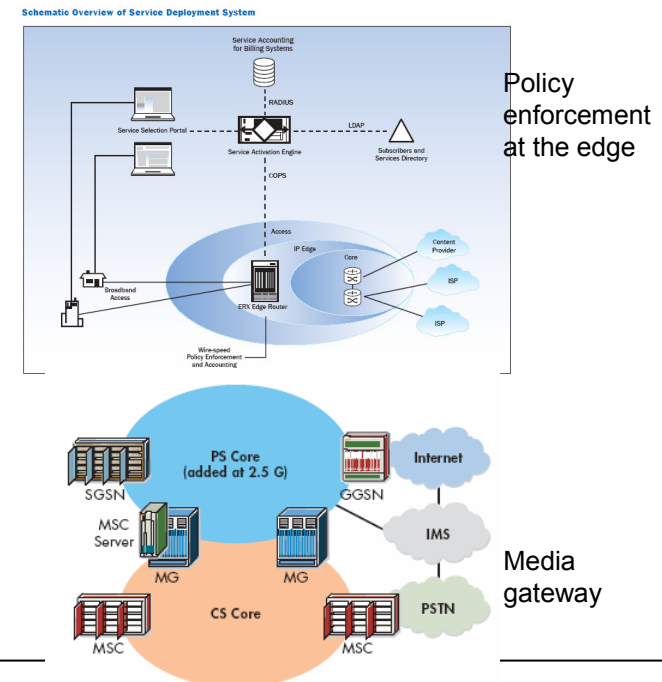 Schematic Overview of Service Deployment System
Service Accounting
for Billing Systems
RADIUS
Service Selection Portal
LDAP
Service Activation Engine
Subscribers and
Services Directory
COPS
Policy
enforcement
at the edge
Access
IP Edge
Core
Content
Provider
ISP
ISP
Broadband
Access
ERX Edge Router
Wire-speed
Policy Enforcement
and Accounting
PS Core
(added at 2.5 G)
SGSN
GGSN
Internet
MSC
Server
MG
MG
IMS
CS Core
MSC
MSC
PSTN
Media
gateway